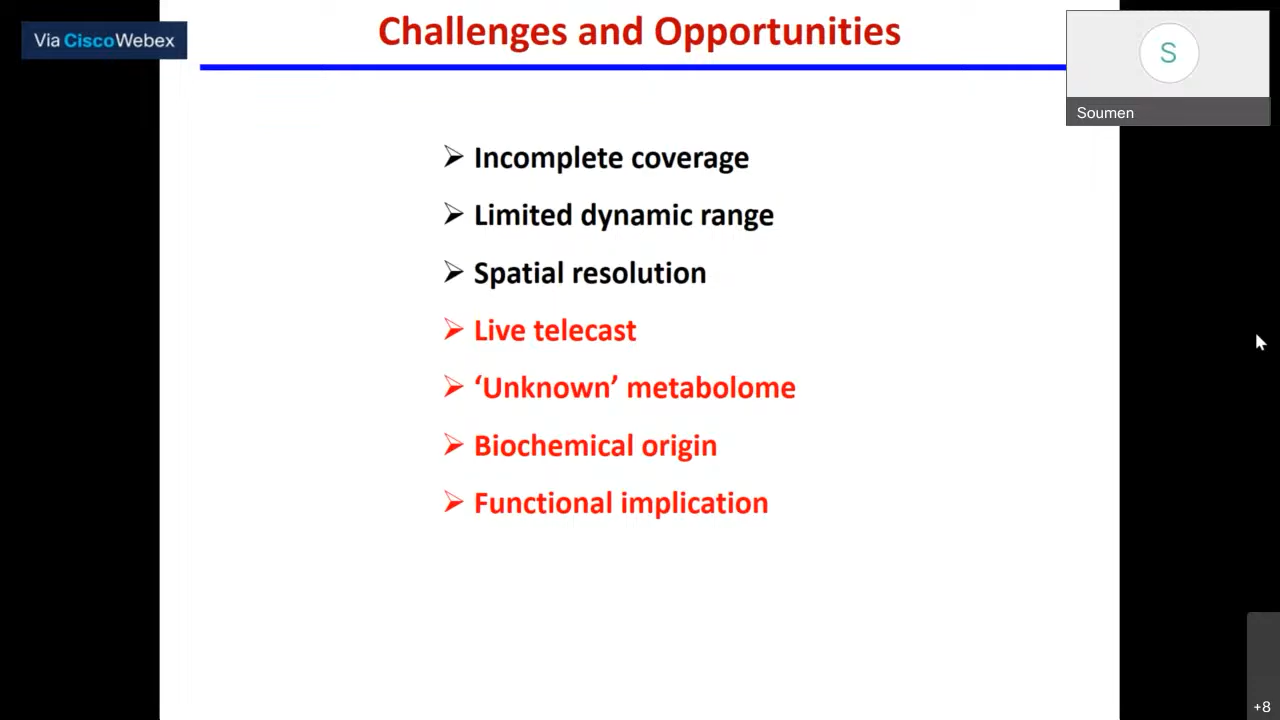 Via CiscoWebex
Challenges and Opportunities
S
Soumen
➢ Incomplete coverage
➢ Limited dynamic range
➢ Spatial resolution
➢ Live telecast
➢ ‘Unknown’ metabolome
➢ Biochemical origin
➢ Functional implication
+8